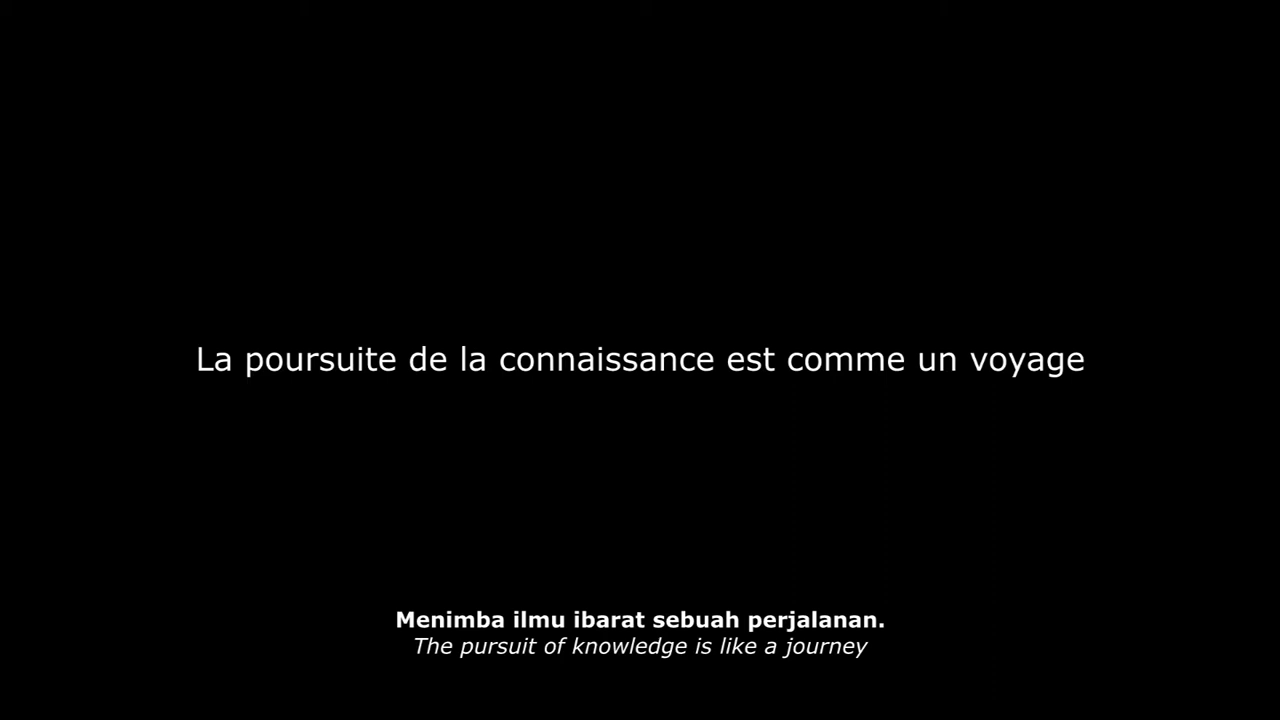 La poursuite de la connaissance est comme un voyage
Menimba ilmu ibarat sebuah perjalanan.
The pursuit of knowledge is like a journey